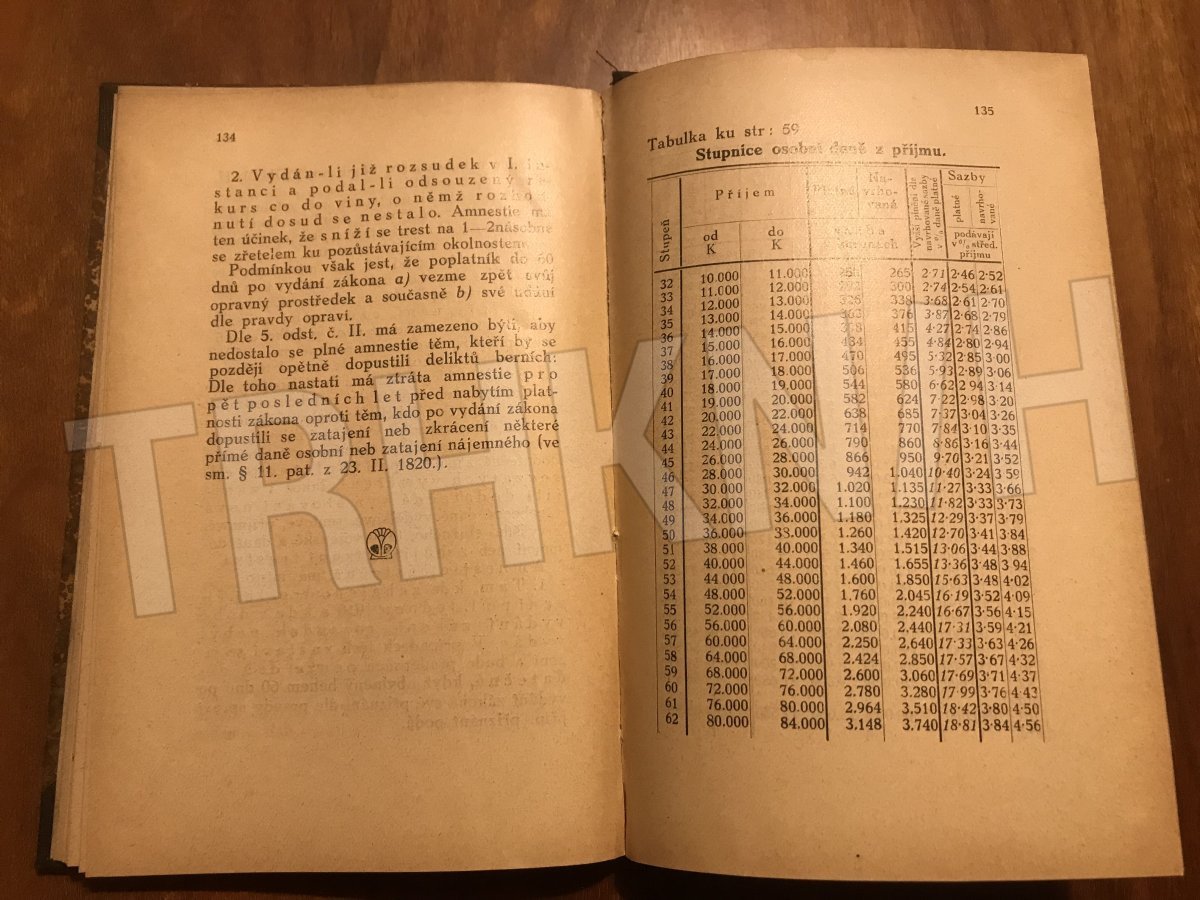 134
2. Vydán-li již rozsudek v I. in-
stanci a podal-li odsouzený re-
kurs co do viny, o němž rozhod-
nutí dosud se nestalo. Amnestie má
ten účinek, že sníží se trest na 1—2násobné
se zřetelem ku pozůstávajícím okolnostem.
Podmínkou však jest, že poplatník do 60
dnů po vydání zákona a) vezme zpět svůj
opravný prostředek a současně b) své udání
dle pravdy opraví.
Dle 5. odst. č. II. má zamezeno býti, aby
nedostalo se plné amnestie těm, kteří by se
později opětně dopustili deliktů berních:
Dle toho nastati má ztráta amnestie pro
pět posledních let před nabytím plat-
nosti zákona oproti těm, kdo po vydání zákona
dopustili se zatajení neb zkrácení některé
přímé daně osobní neb zatajení nájemného (ve
sm. § 11. pat. z 23. II. 1820.).
135
Tabulka ku str: 59
Stupnice osobní daně z příjmu.
Stupeň
Příjem
od
K
do
K
Na-
vrho-
vaná
Vyšší plnění dle
navrhované sazby
v % daně platné
Sazby
platné
navrho-
vané
podávají
v % střed.
příjmu
32 10.000 11.000 265 2·71 2·46 2·52
33 11.000 12.000 292 300 2·74 2·54 2·61
34 12.000 13.000 326 338 3·68 2·61 2·70
35 13.000 14.000 362 376 3·87 2·68 2·79
36 14.000 15.000 398 415 4·27 2·74 2·86
37 15.000 16.000 434 455 4·84 2·80 2·94
38 16.000 17.000 470 495 5·32 2·85 3·00
39 17.000 18.000 506 536 5·93 2·89 3·06
40 18.000 19.000 544 580 6·62 2·94 3·14
41 19.000 20.000 582 624 7·22 2·98 3·20
42 20.000 22.000 638 685 7·37 3·04 3·26
43 22.000 24.000 714 770 7·84 3·10 3·35
44 24.000 26.000 790 860 8·86 3·16 3·44
45 26.000 28.000 866 950 9·70 3·21 3·52
46 28.000 30.000 942 1.040 10·40 3·24 3·59
47 30.000 32.000 1.020 1.135 11·27 3·33 3·66
48 32.000 34.000 1.100 1.230 11·82 3·33 3·73
49 34.000 36.000 1.180 1.325 12·29 3·37 3·79
50 36.000 38.000 1.260 1.420 12·70 3·41 3·84
51 38.000 40.000 1.340 1.515 13·06 3·44 3·88
52 40.000 44.000 1.460 1.655 13·36 3·48 3 94
53 44 000 48.000 1.600 1.850 15·63 3·48 4·02
54 48.000 52.000 1.760 2.045 16·19 3·52 4·09
55 52.000 56.000 1.920 2.240 16·67 3·56 4·15
56 56.000 60.000 2.080 2.440 17·31 3·59 4·21
57 60.000 64.000 2.250 2.640 17·33 3·63 4·26
58 64.000 68.000 2.424 2.850 17·57 3·67 4·32
59 68.000 72.000 2.600 3.060 17·69 3·71 4·37
60 72.000 76.000 2.780 3.280 17·99 3·76 4·43
61 76.000 80.000 2.964 3.510 18·42 3·80 4·50
62 80.000 84.000 3.148 3.740 18·81 3·84 4·56